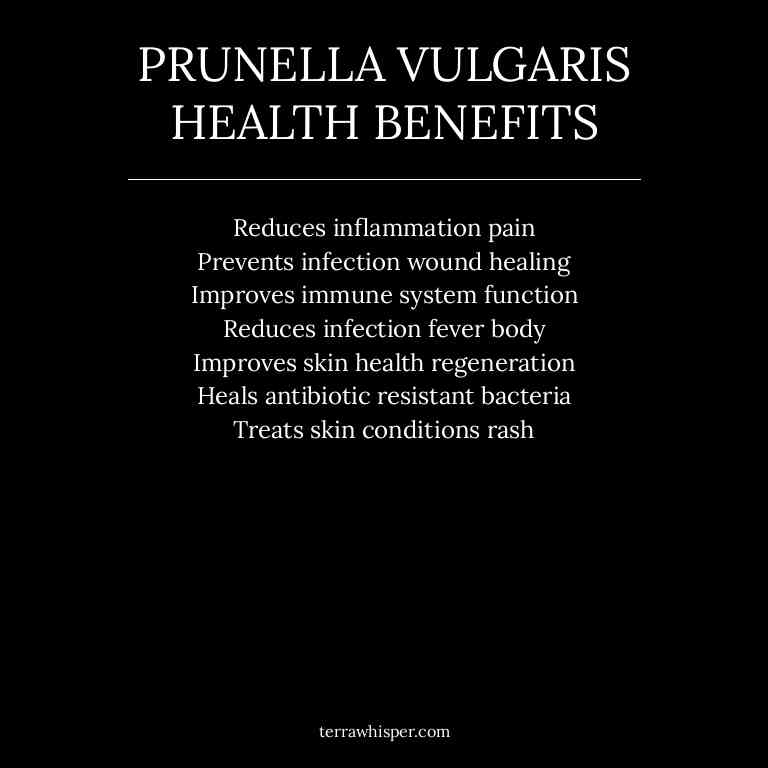 PRUNELLA VULGARIS
HEALTH BENEFITS
Reduces inflammation pain
Prevents infection wound healing
Improves immune system function
Reduces infection fever body
Improves skin health regeneration
Heals antibiotic resistant bacteria
Treats skin conditions rash
terrawhisper.com